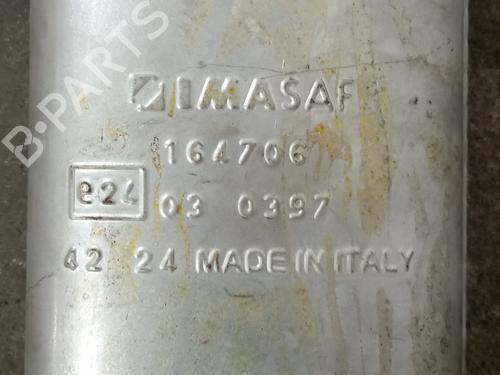 B-PARTS
IMASAF
164706
e24 03 0397
42 24 MADE IN ITALY